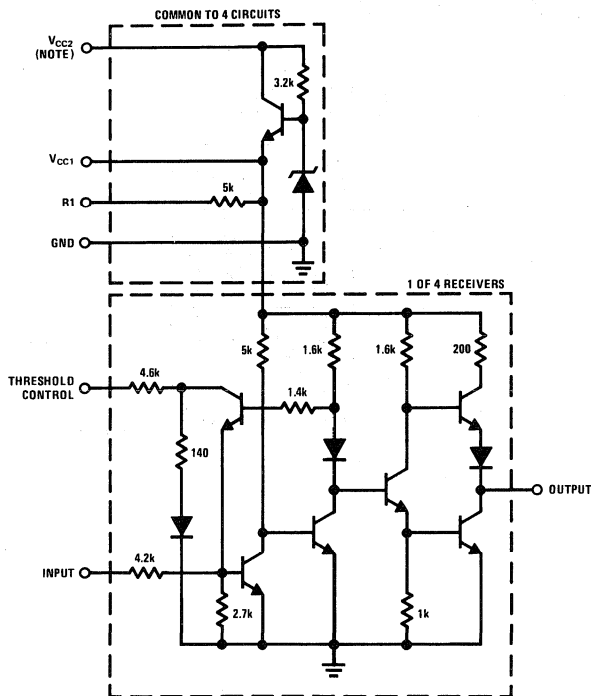 COMMON TO 4 CIRCUITS
VCC2
(NOTE)
3.2k
VCC1
R1
5k
GND
1 OF 4 RECEIVERS
5k
1.6k
1.6k
200
4.6k
THRESHOLD
CONTROL
1.4k
140
OUTPUT
4.2k
INPUT
2.7k
1k